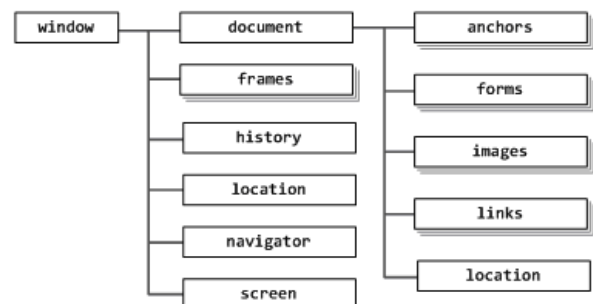 window
document
anchors
frames
forms
history
images
location
links
navigator
location
screen